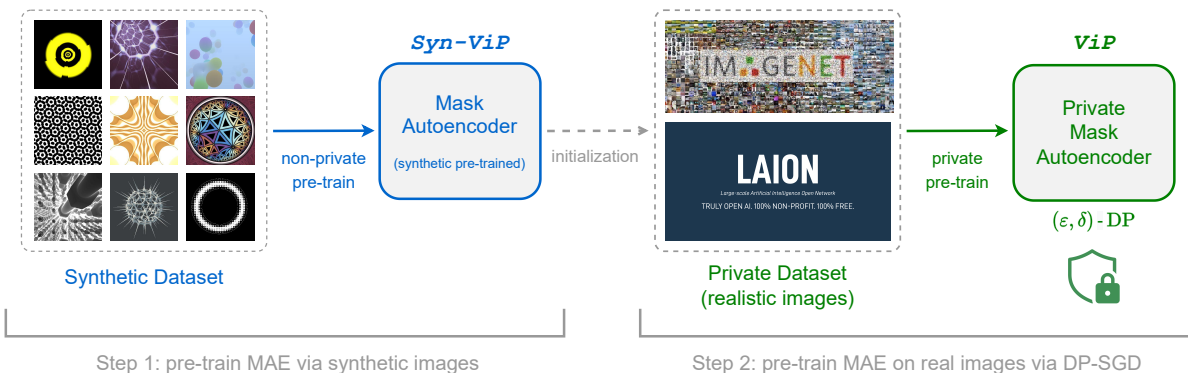 Syn-ViP
Mask
Autoencoder
(synthetic pre-trained)
non-private
pre-train
Synthetic Dataset
initialization
IMAGENET
LAION
Large-scale Artificial Intelligence Open Network
TRULY OPEN AI. 100% NON-PROFIT. 100% FREE.
Private Dataset
(realistic images)
private
pre-train
ViP
Private
Mask
Autoencoder
(ε, δ) - DP
Step 1: pre-train MAE via synthetic images
Step 2: pre-train MAE on real images via DP-SGD